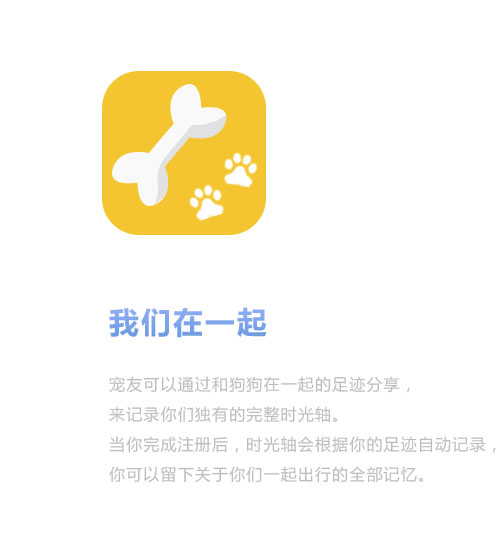 我们在一起
宠友可以通过和狗狗在一起的足迹分享，
来记录你们独有的完整时光轴。
当你完成注册后，时光轴会根据你的足迹自动记录，
你可以留下关于你们一起出行的全部记忆。